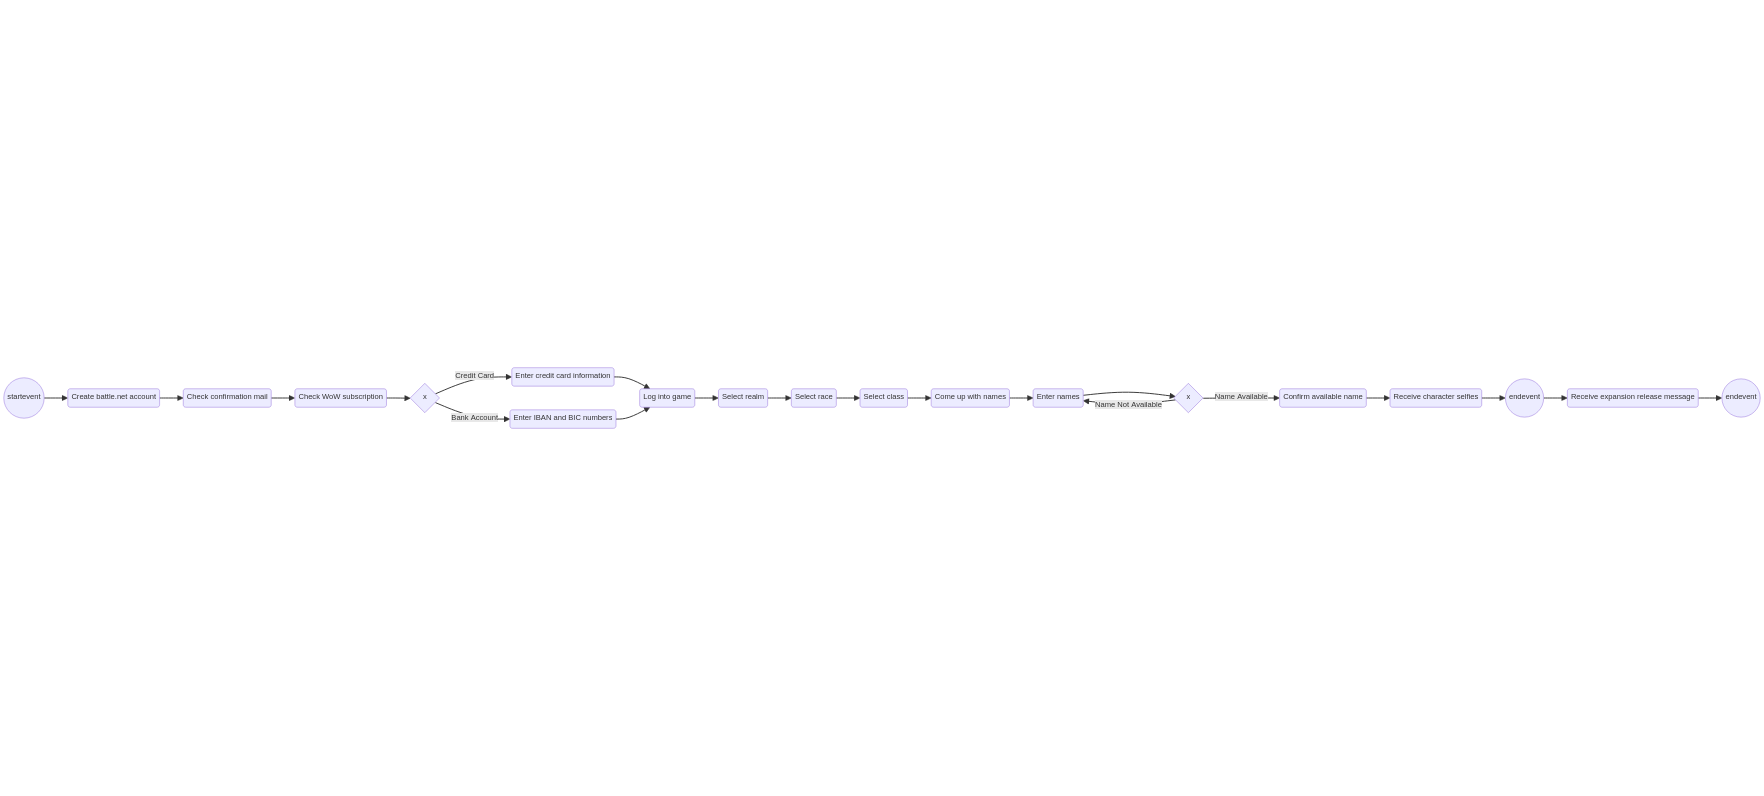 startevent
Create battle.net account
Check confirmation mail
Check WoW subscription
x
Credit Card
Enter credit card information
Bank Account
Enter IBAN and BIC numbers
Log into game
Select realm
Select race
Select class
Come up with names
Enter names
Name Not Available
x
Name Available
Confirm available name
Receive character selfies
endevent
Receive expansion release message
endevent